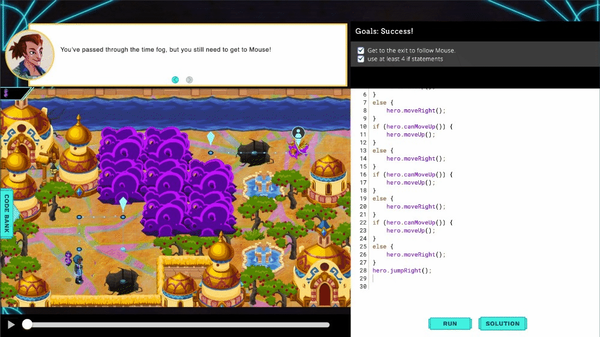 Goals: Success!
You've passed through the time fog, but you still need to get to Mouse!
Get to the exit to follow Mouse.
use at least 4 if statements
CODE BANK
6 }
7 else {
8 hero.moveRight();
9 }
10 if (hero.canMoveUp()) {
11 hero.moveUp();
12 }
13 else {
14 hero.moveRight();
15 }
16 if (hero.canMoveUp()) {
17 hero.moveUp();
18 }
19 else {
20 hero.moveRight();
21 }
22 if (hero.canMoveUp()) {
23 hero.moveUp();
24 }
25 else {
26 hero.moveRight();
27 }
28 hero.jumpRight();
29
30
RUN
SOLUTION